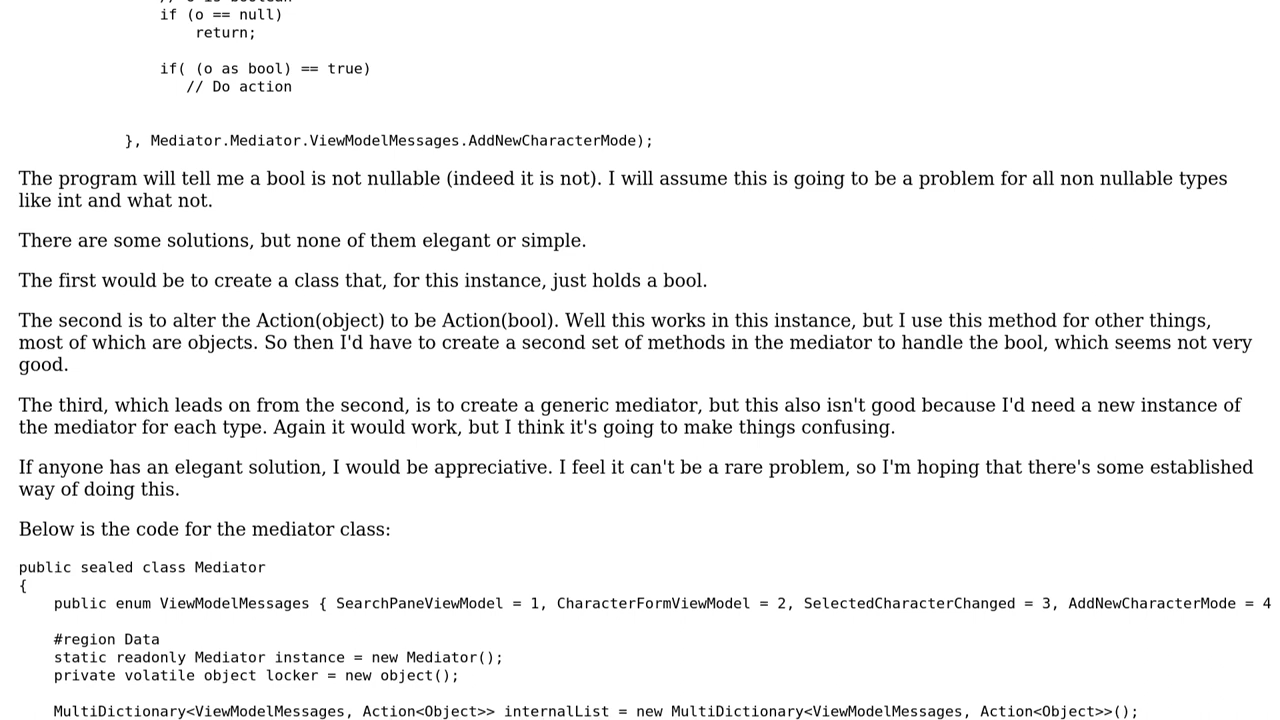 if (o == null)
return;
if( (o as bool) == true)
// Do action
}, Mediator.Mediator.ViewModelMessages.AddNewCharacterMode);
The program will tell me a bool is not nullable (indeed it is not). I will assume this is going to be a problem for all non nullable types
like int and what not.
There are some solutions, but none of them elegant or simple.
The first would be to create a class that, for this instance, just holds a bool.
The second is to alter the Action(object) to be Action(bool). Well this works in this instance, but I use this method for other things,
most of which are objects. So then I'd have to create a second set of methods in the mediator to handle the bool, which seems not very
good.
The third, which leads on from the second, is to create a generic mediator, but this also isn't good because I'd need a new instance of
the mediator for each type. Again it would work, but I think it's going to make things confusing.
If anyone has an elegant solution, I would be appreciative. I feel it can't be a rare problem, so I'm hoping that there's some established
way of doing this.
Below is the code for the mediator class:
public sealed class Mediator
{
public enum ViewModelMessages { SearchPaneViewModel = 1, CharacterFormViewModel = 2, SelectedCharacterChanged = 3, AddNewCharacterMode = 4
#region Data
static readonly Mediator instance = new Mediator();
private volatile object locker = new object();
MultiDictionary<ViewModelMessages, Action<Object>> internalList = new MultiDictionary<ViewModelMessages, Action<Object>>();